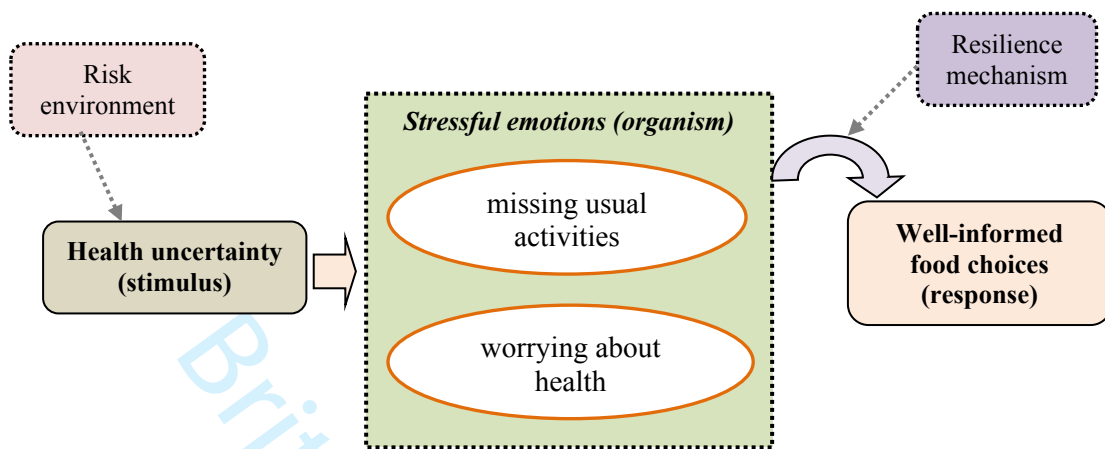 Risk
environment
Resilience
mechanism
Stressful emotions (organism)
missing usual
activities
Health uncertainty
(stimulus)
Well-informed
food choices
(response)
worrying about
health
Brit